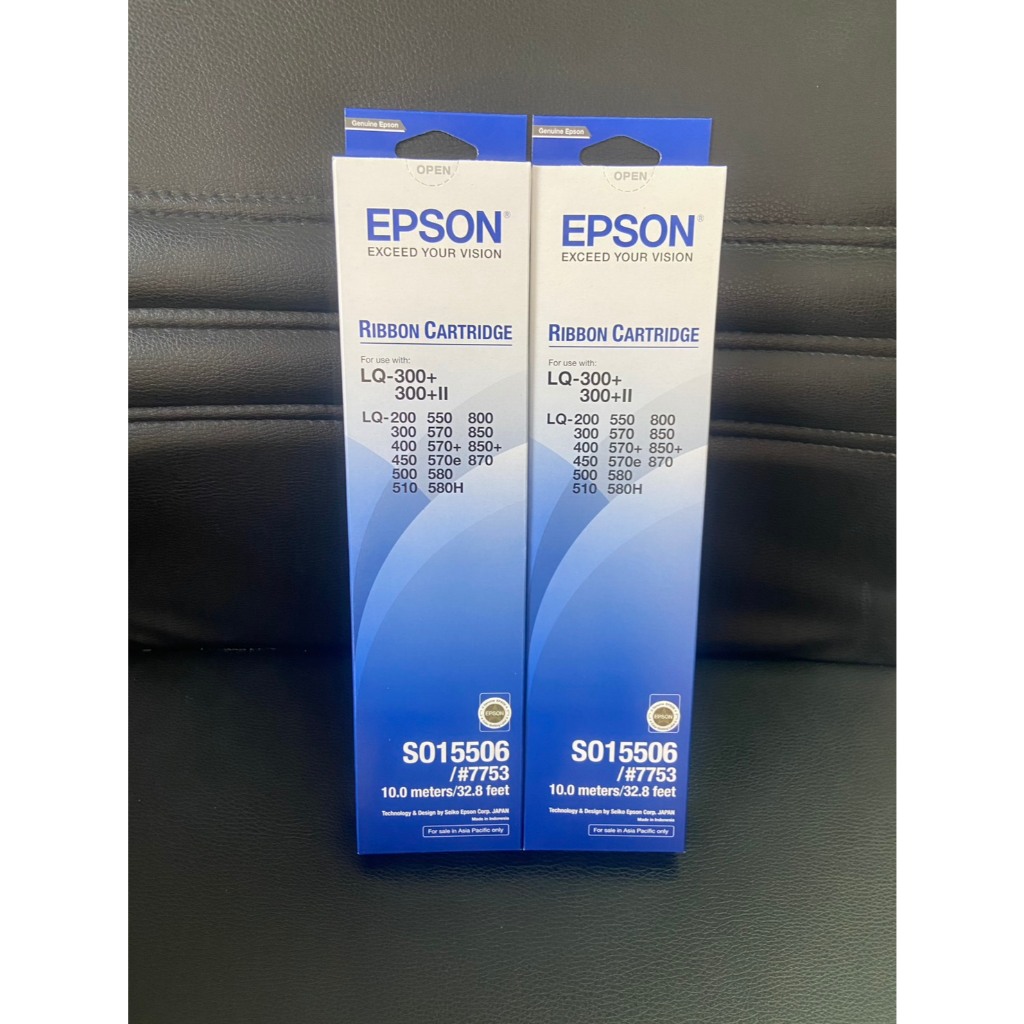 Genuine Epson
OPEN
EPSON®
EXCEED YOUR VISION
RIBBON CARTRIDGE
For use with:
LQ-300+
300+II
LQ-200 550 800
300 570 850
400 570+ 850+
450 570e 870
500 580
510 580H
EPSON
S015506
/#7753
10.0 meters/32.8 feet
Technology & Design by Seiko Epson Corp. JAPAN
Made in Indonesia
For sale in Asia Pacific only
Genuine Epson
OPEN
EPSON®
EXCEED YOUR VISION
RIBBON CARTRIDGE
For use with:
LQ-300+
300+II
LQ-200 550 800
300 570 850
400 570+ 850+
450 570e 870
500 580
510 580H
EPSON
S015506
/#7753
10.0 meters/32.8 feet
Technology & Design by Seiko Epson Corp. JAPAN
Made in Indonesia
For sale in Asia Pacific only